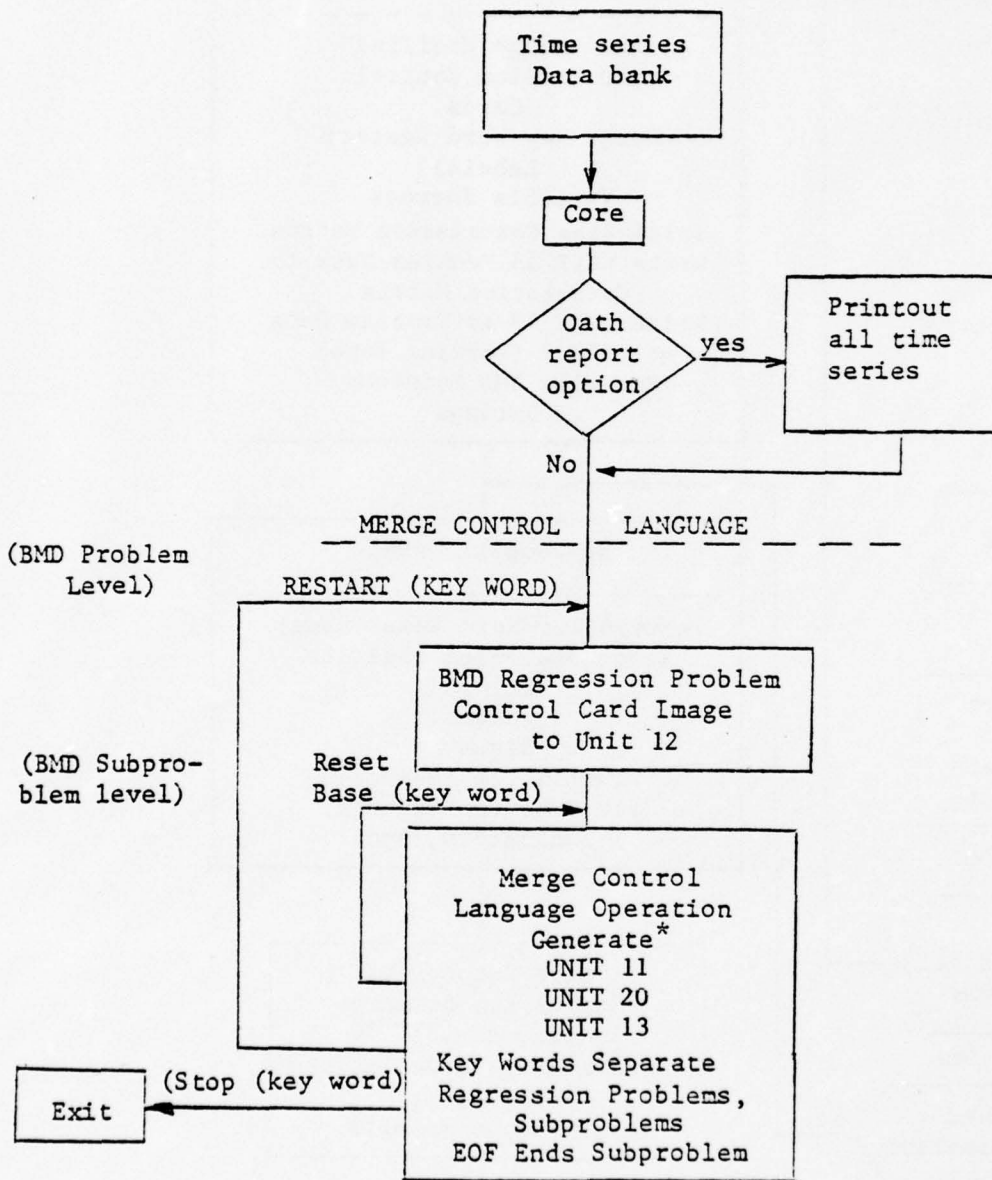 Time series
Data bank
Core
Oath
report
option
yes
Printout
all time
series
No
MERGE CONTROL LANGUAGE
(BMD Problem
Level)
RESTART (KEY WORD)
BMD Regression Problem
Control Card Image
to Unit 12
(BMD Subpro-
blem level)
Reset
Base (key word)
Merge Control
Language Operation
Generate*
UNIT 11
UNIT 20
UNIT 13
Key Words Separate
Regression Problems,
Subproblems
EOF Ends Subproblem
(Stop (key word)
Exit